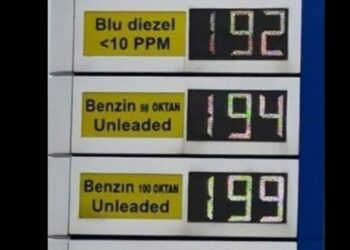 Blu diezel
<10 PPM
192
Benzin 98 OKTAN
Unleaded
194
Benzin 100 OKTAN
Unleaded
199